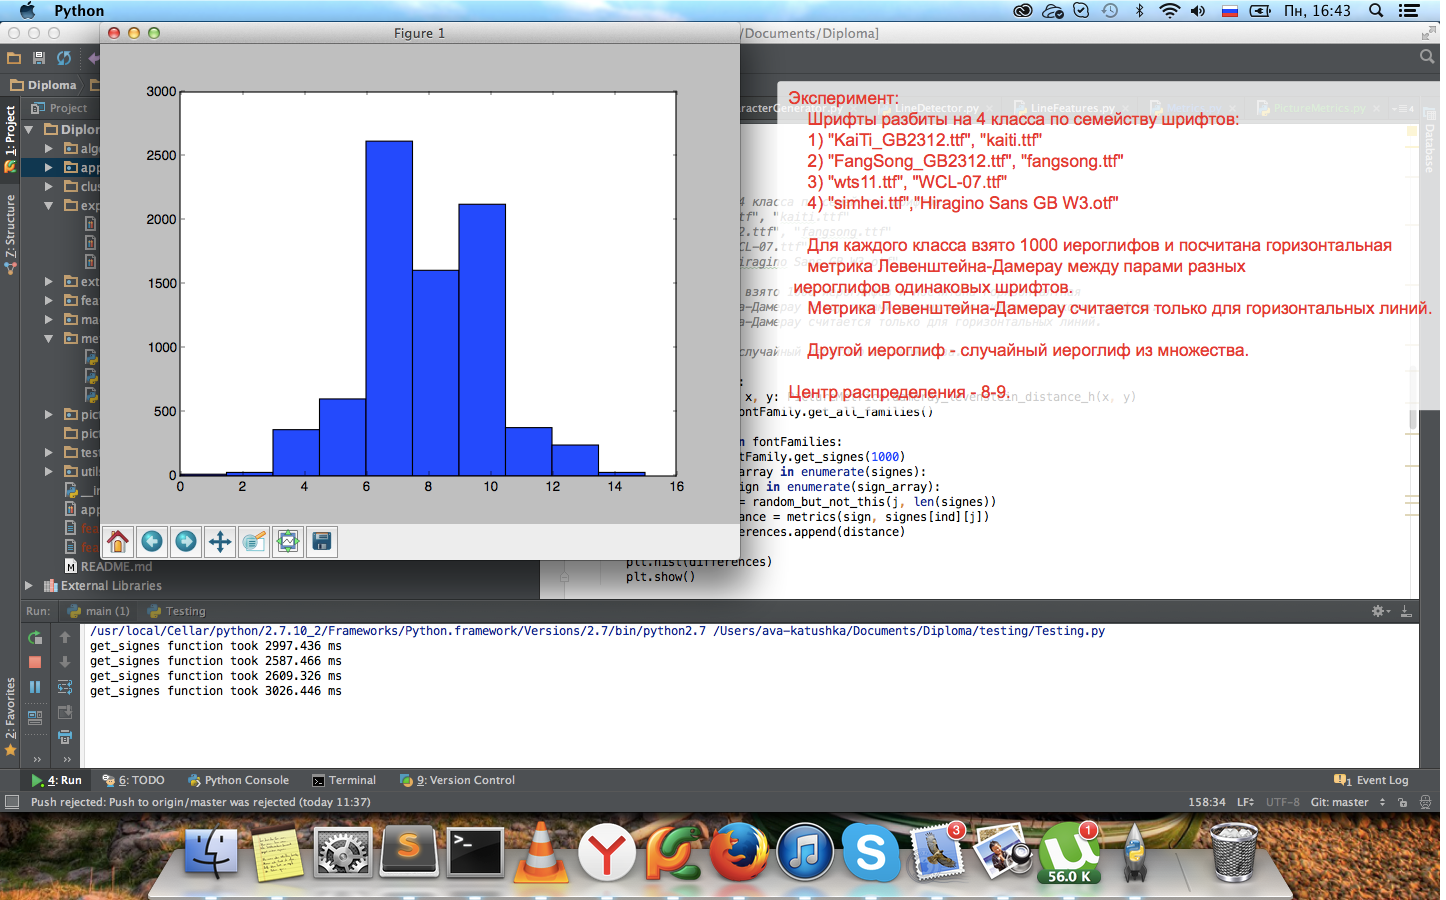 Python
Пн, 16:43
Figure 1
/Documents/Diploma]
Diploma
Project
acterGenerator.py
LineDetector.py
LineFeatures.py
Metrics.py
PictureMetrics.py
1: Project
Z: Structure
2: Favorites
Database
Diplom
alg
app
clus
exp
ext
fea
ma
me
pict
pict
test
utils
__in
app
fea
fea
README.md
External Libraries
3000
2500
2000
1500
1000
500
0
0 2 4 6 8 10 12 14 16
Эксперимент:
Шрифты разбиты на 4 класса по семейству шрифтов:
1) "KaiTi_GB2312.ttf", "kaiti.ttf"
2) "FangSong_GB2312.ttf", "fangsong.ttf"
3) "wts11.ttf", "WCL-07.ttf"
4) "simhei.ttf","Hiragino Sans GB W3.otf"
Для каждого класса взято 1000 иероглифов и посчитана горизонтальная
метрика Левенштейна-Дамерау между парами разных
иероглифов одинаковых шрифтов.
Метрика Левенштейна-Дамерау считается только для горизонтальных линий.
Другой иероглиф - случайный иероглиф из множества.
Центр распределения - 8-9.
x, y: _levenstein_distance_h(x, y)
ontFamily.get_all_families()
n fontFamilies:
tFamily.get_signes(1000)
array in enumerate(signes):
ign in enumerate(sign_array):
= random_but_not_this(j, len(signes))
ance = metrics(sign, signes[ind][j])
erences.append(distance)
plt.hist(differences)
plt.show()
Run: main (1) Testing
/usr/local/Cellar/python/2.7.10_2/Frameworks/Python.framework/Versions/2.7/bin/python2.7 /Users/ava-katushka/Documents/Diploma/testing/Testing.py
get_signes function took 2997.436 ms
get_signes function took 2587.466 ms
get_signes function took 2609.326 ms
get_signes function took 3026.446 ms
4: Run 6: TODO Python Console Terminal 9: Version Control 1 Event Log
Push rejected: Push to origin/master was rejected (today 11:37) 158:34 LF UTF-8 Git: master
3
1
56.0 K